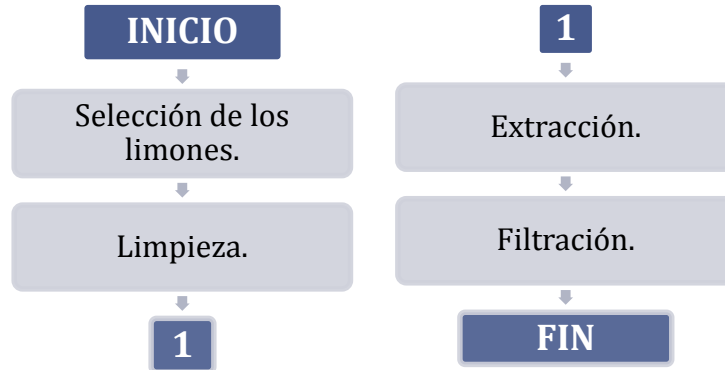 INICIO
Selección de los
limones.
Limpieza.
1
1
Extracción.
Filtración.
FIN